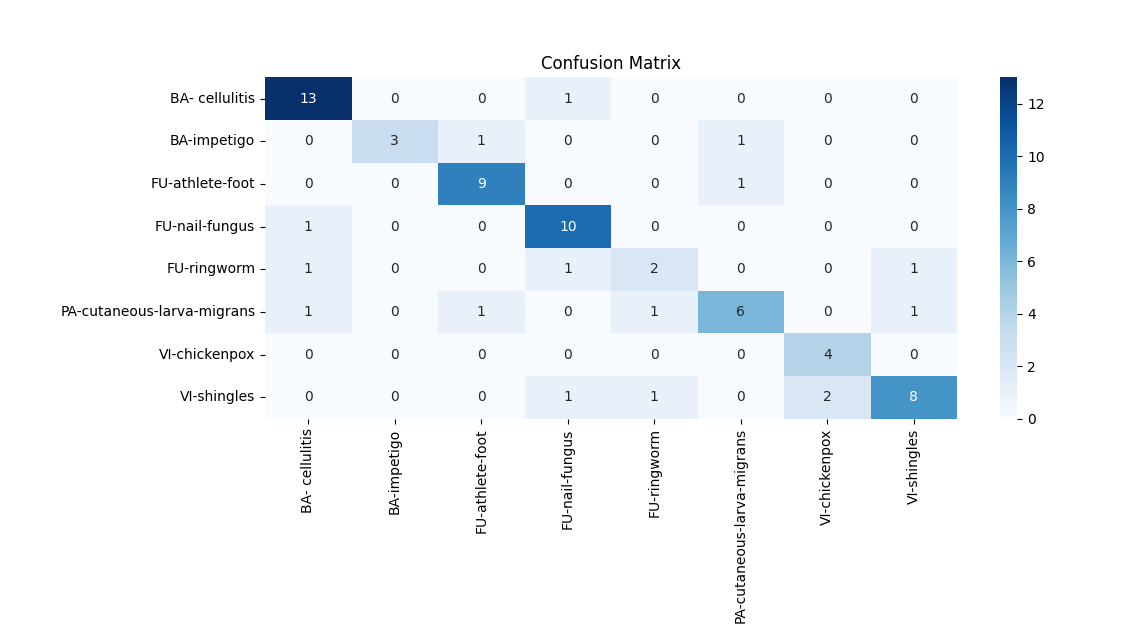 Confusion Matrix
BA- cellulitis 13 0 0 1 0 0 0 0
BA-impetigo 0 3 1 0 0 1 0 0
FU-athlete-foot 0 0 9 0 0 1 0 0
FU-nail-fungus 1 0 0 10 0 0 0 0
FU-ringworm 1 0 0 1 2 0 0 1
PA-cutaneous-larva-migrans 1 0 1 0 1 6 0 1
VI-chickenpox 0 0 0 0 0 0 4 0
VI-shingles 0 0 0 1 1 0 2 8
BA- cellulitis
BA-impetigo
FU-athlete-foot
FU-nail-fungus
FU-ringworm
PA-cutaneous-larva-migrans
VI-chickenpox
VI-shingles
12
10
8
6
4
2
0